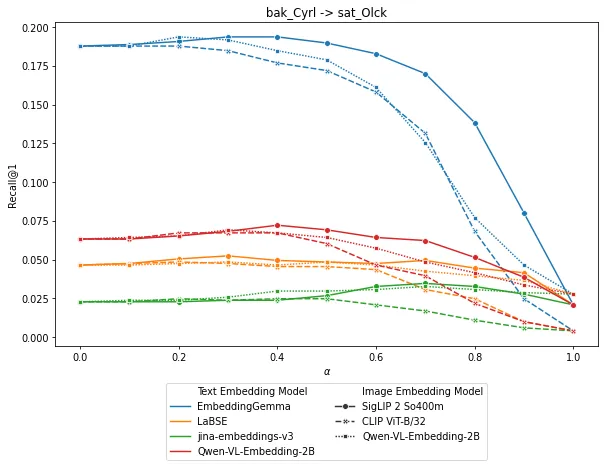 bak_Cyrl -> sat_Olck
0.200
0.175
0.150
0.125
0.100
0.075
0.050
0.025
0.000
Recall@1
0.0 0.2 0.4 0.6 0.8 1.0
α
Text Embedding Model Image Embedding Model
EmbeddingGemma SigLIP 2 So400m
LaBSE CLIP ViT-B/32
jina-embeddings-v3 Qwen-VL-Embedding-2B
Qwen-VL-Embedding-2B